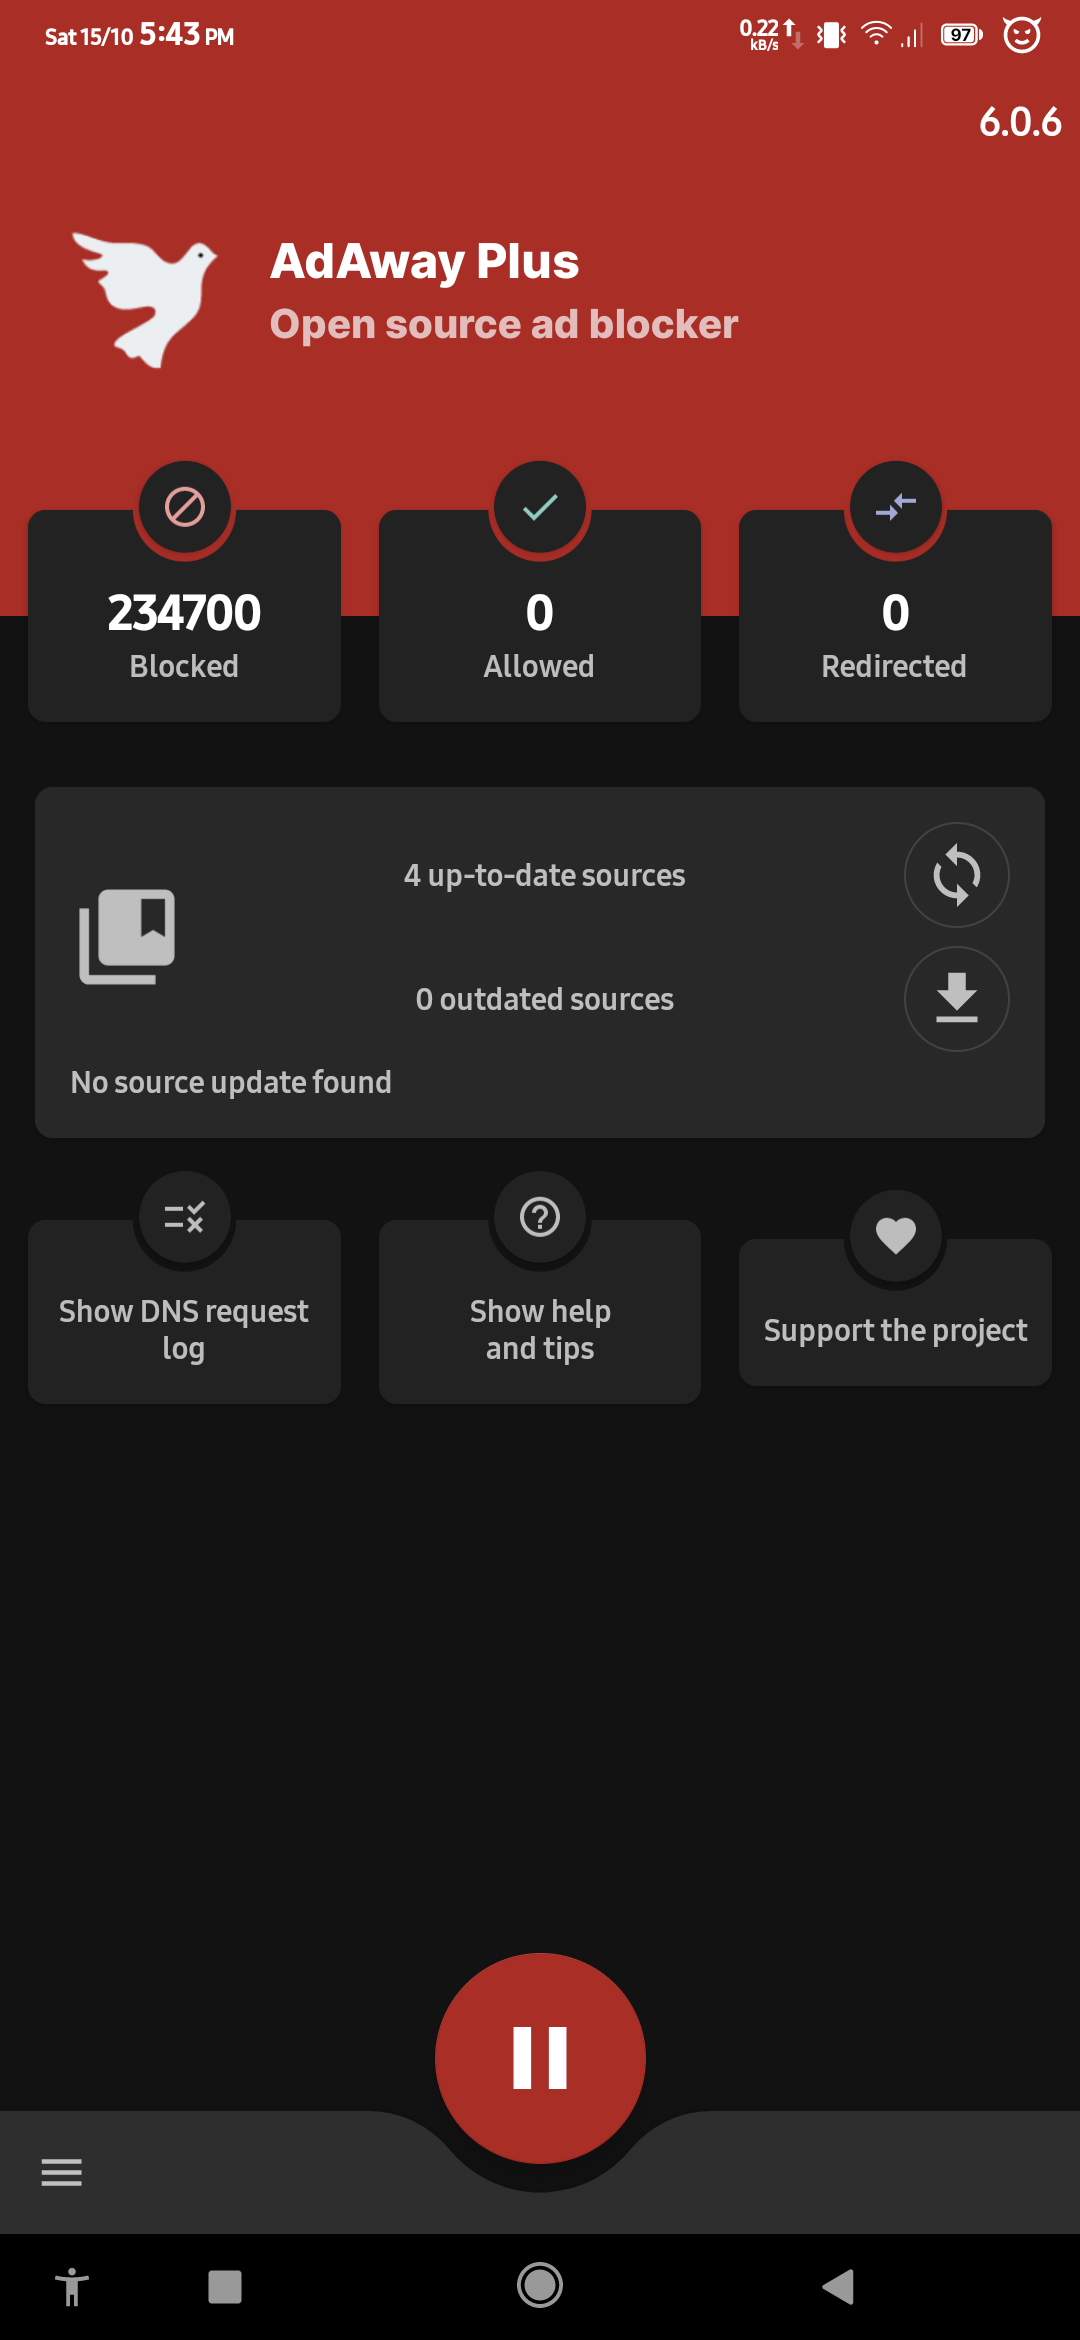 Sat 15/10 5:43 PM 0.22 kB/s 97
6.0.6
AdAway Plus
Open source ad blocker
234700 0 0
Blocked Allowed Redirected
4 up-to-date sources
0 outdated sources
No source update found
Show DNS request
log
Show help
and tips
Support the project